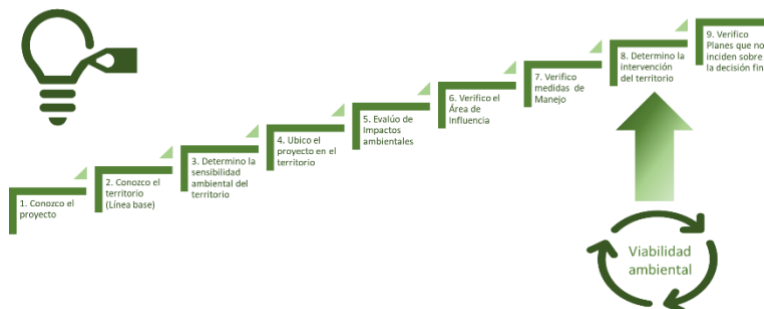 1. Conozco el
proyecto
2. Conozco el
territorio
(Línea base)
3. Determino la
sensibilidad
ambiental del
territorio
4. Ubico el
proyecto en el
territorio
5. Evalúo de
Impactos
ambientales
6. Verifico el
Área de
Influencia
7. Verifico
medidas de
Manejo
8. Determino la
intervención
del territorio
9. Verifico
Planes que no
inciden sobre
la decisión fin
Viabilidad
ambiental